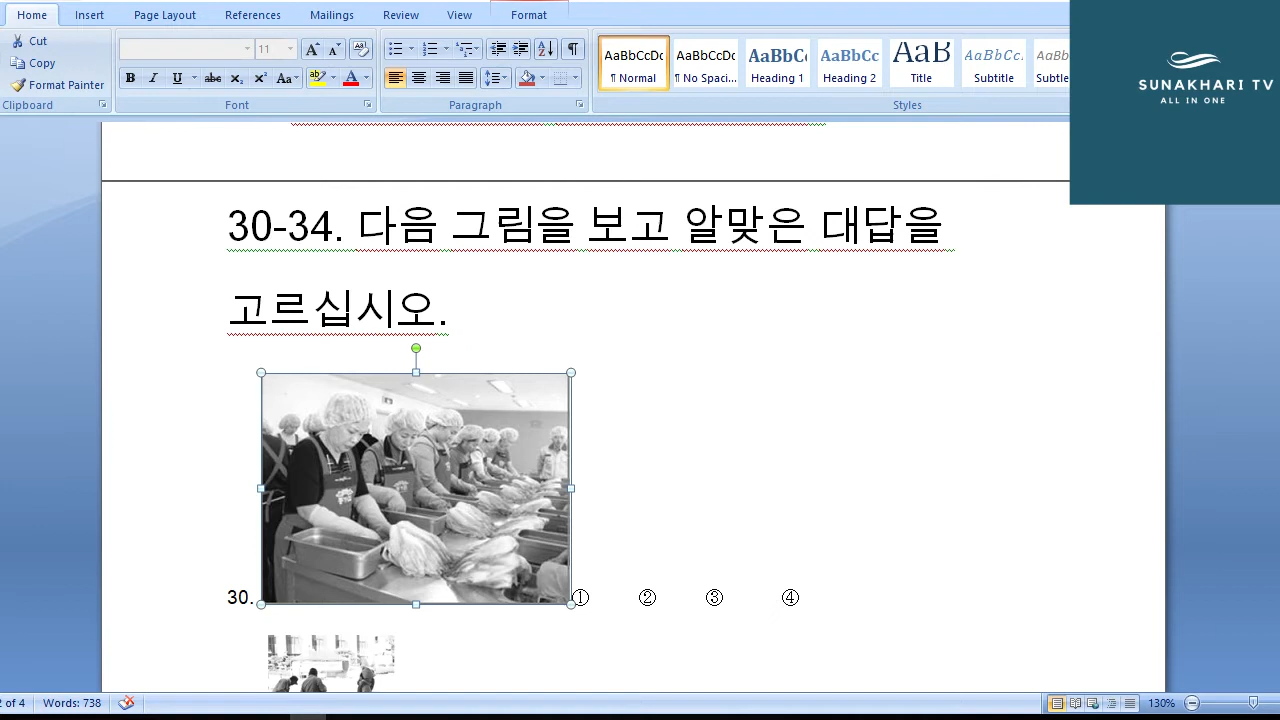 Home Insert Page Layout References Mailings Review View Format
Cut
Copy
Format Painter
Clipboard
11
Font
Paragraph
AaBbCcDc AaBbCcDc AaBbC AaBbCc AaB AaBbCc.
¶ Normal ¶ No Spaci... Heading 1 Heading 2 Title Subtitle Subtle
Styles
SUNAKHARI TV
ALL IN ONE
30-34. 다음 그림을 보고 알맞은 대답을
고르십시오.
30. ① ② ③ ④
2 of 4 Words: 738 130%